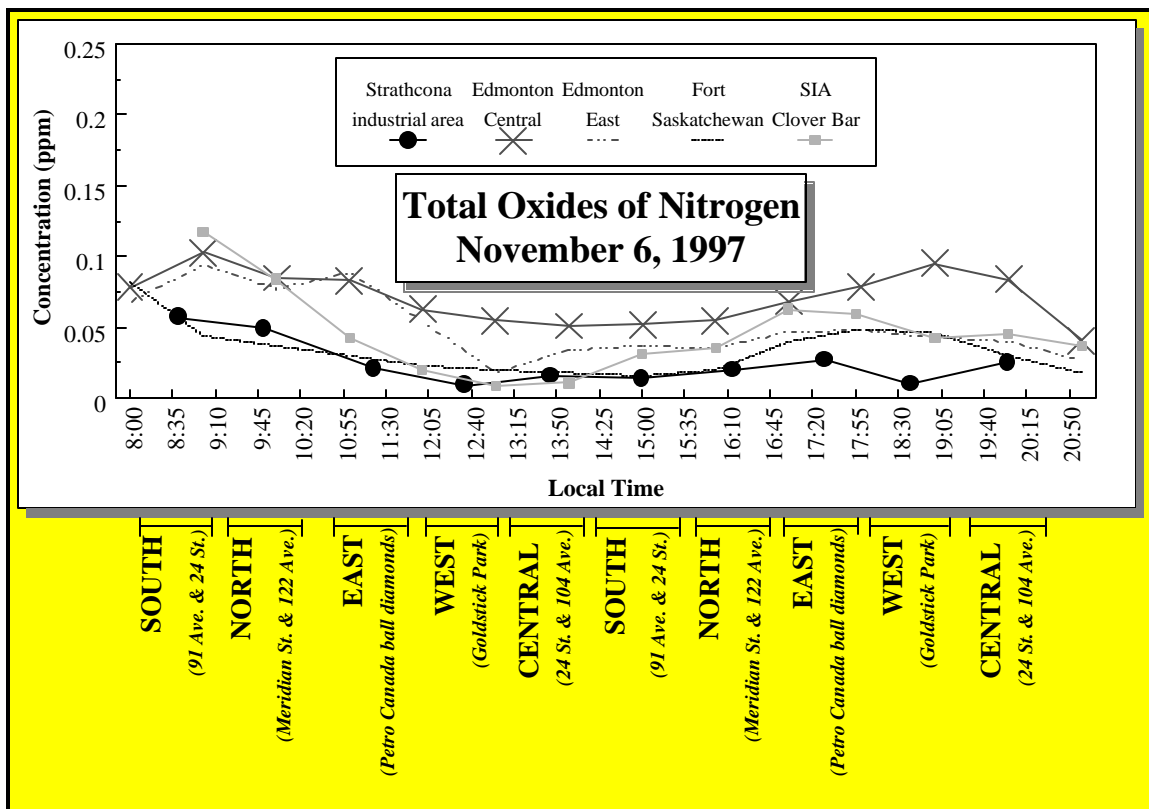 0.25
0.2
0.15
0.1
0.05
0
Concentration (ppm)
Strathcona Edmonton Edmonton Fort SIA
industrial area Central East Saskatchewan Clover Bar
Total Oxides of Nitrogen
November 6, 1997
8:00 8:35 9:10 9:45 10:20 10:55 11:30 12:05 12:40 13:15 13:50 14:25 15:00 15:35 16:10 16:45 17:20 17:55 18:30 19:05 19:40 20:15 20:50
Local Time
SOUTH
(91 Ave. & 24 St.)
NORTH
(Meridian St. & 122 Ave.)
EAST
(Petro Canada ball diamonds)
WEST
(Goldstick Park)
CENTRAL
(24 St. & 104 Ave.)
SOUTH
(91 Ave. & 24 St.)
NORTH
(Meridian St. & 122 Ave.)
EAST
(Petro Canada ball diamonds)
WEST
(Goldstick Park)
CENTRAL
(24 St. & 104 Ave.)